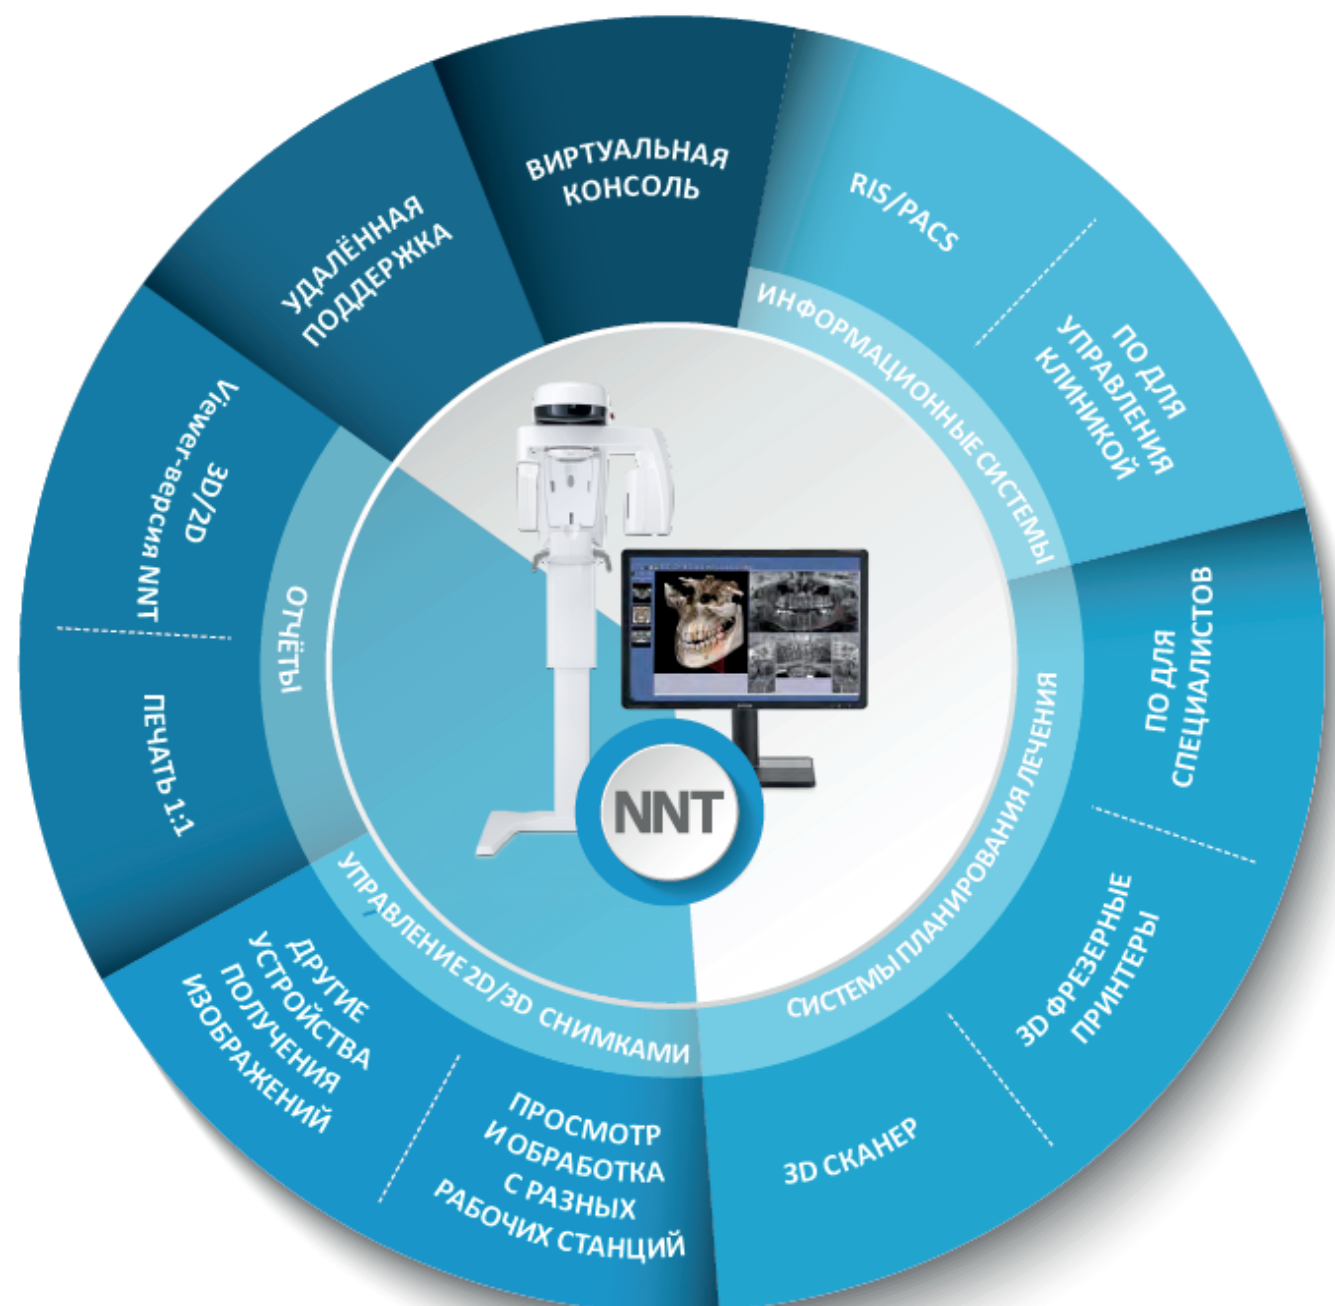 ВИРТУАЛЬНАЯ
КОНСОЛЬ
RIS/PACS
ПО ДЛЯ
УПРАВЛЕНИЯ
КЛИНИКОЙ
ИНФОРМАЦИОННЫЕ СИСТЕМЫ
ПО ДЛЯ
СПЕЦИАЛИСТОВ
3D ФРЕЗЕРНЫЕ
ПРИНТЕРЫ
3D СКАНЕР
СИСТЕМЫ ПЛАНИРОВАНИЯ ЛЕЧЕНИЯ
ПРОСМОТР
И ОБРАБОТКА
С РАЗНЫХ
РАБОЧИХ СТАНЦИЙ
ДРУГИЕ
УСТРОЙСТВА
ПОЛУЧЕНИЯ
ИЗОБРАЖЕНИЙ
УПРАВЛЕНИЕ 2D/3D СНИМКАМИ
ПЕЧАТЬ 1:1
3D/2D
Viewer-версия NNT
ОТЧЁТЫ
УДАЛЁННАЯ
ПОДДЕРЖКА
NNT